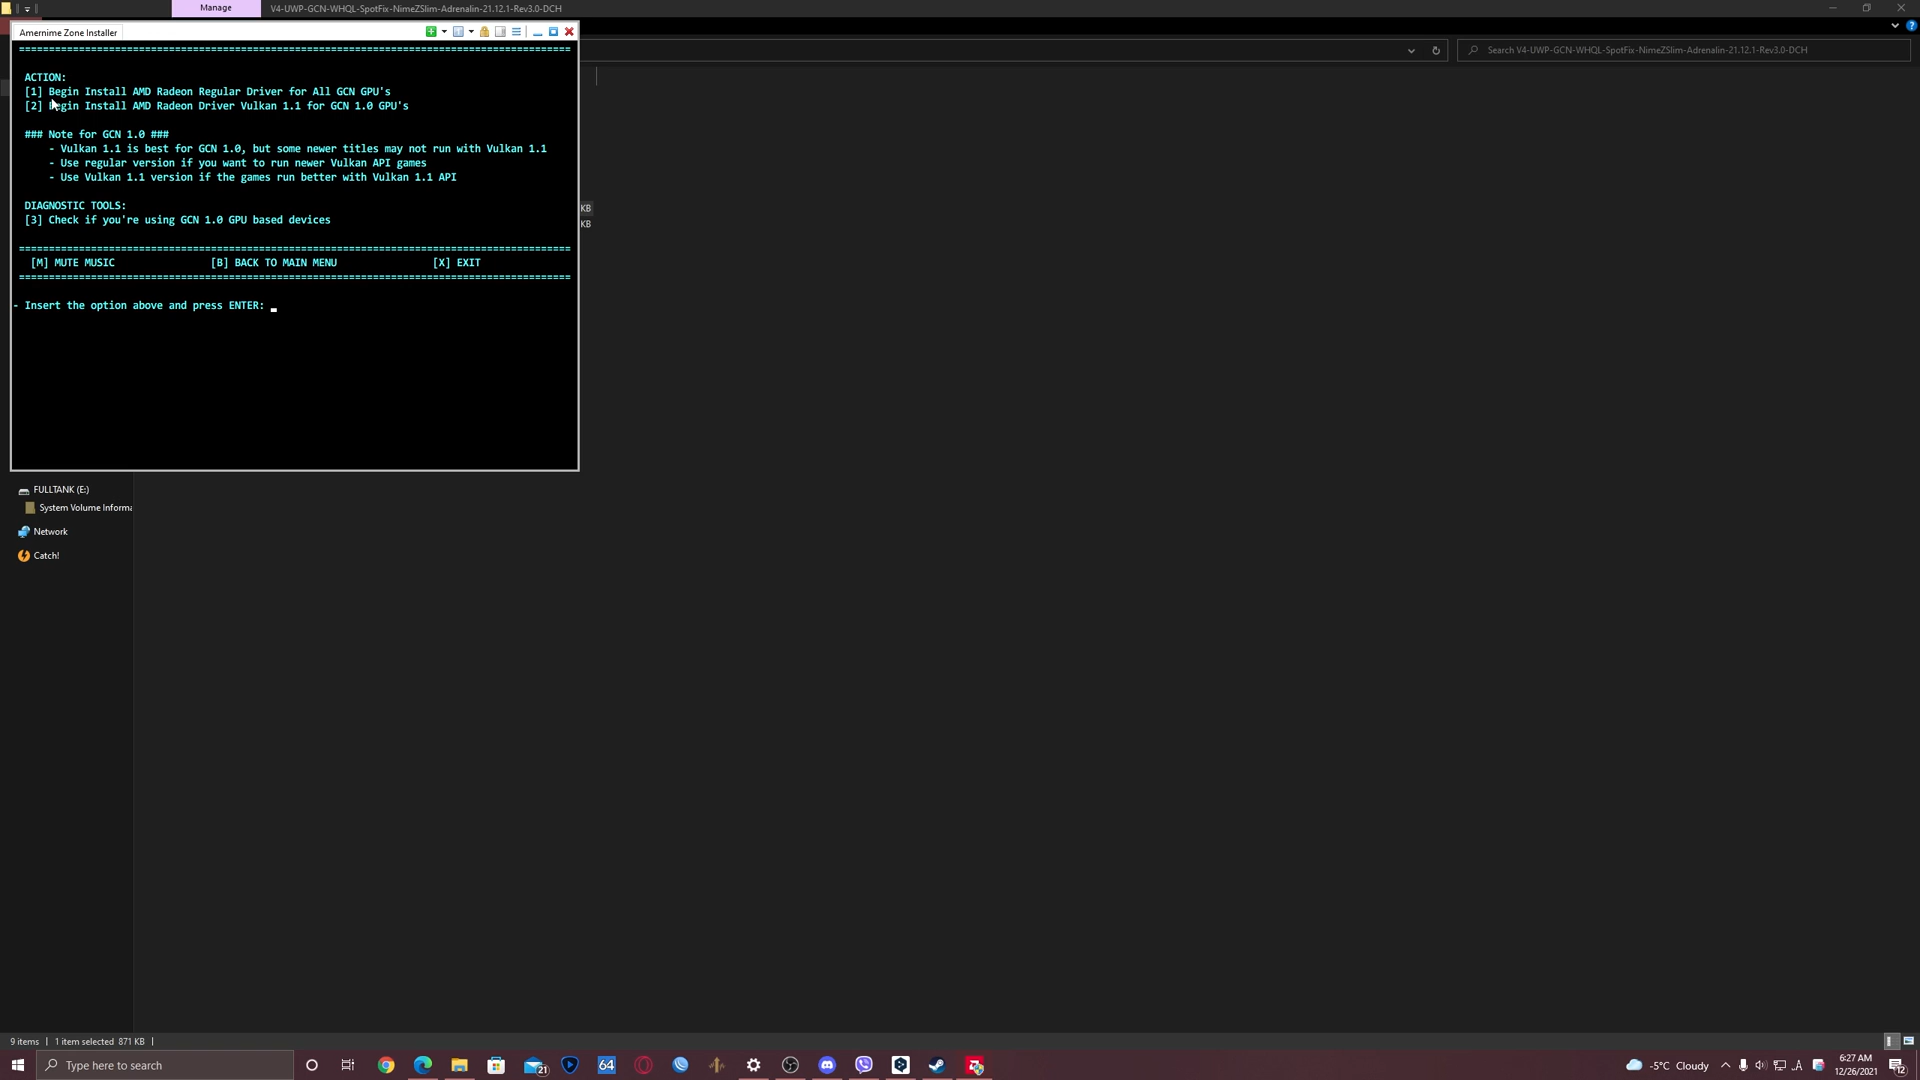 Manage
V4-UWP-GCN-WHQL-SpotFix-NimeZSlim-Adrenalin-21.12.1-Rev3.0-DCH
Amernime Zone Installer
Search V4-UWP-GCN-WHQL-SpotFix-NimeZSlim-Adrenalin-21.12.1-Rev3.0-DCH
===========================================================================================
ACTION:
[1] Begin Install AMD Radeon Regular Driver for All GCN GPU's
[2] Begin Install AMD Radeon Driver Vulkan 1.1 for GCN 1.0 GPU's
### Note for GCN 1.0 ###
- Vulkan 1.1 is best for GCN 1.0, but some newer titles may not run with Vulkan 1.1
- Use regular version if you want to run newer Vulkan API games
- Use Vulkan 1.1 version if the games run better with Vulkan 1.1 API
DIAGNOSTIC TOOLS:
[3] Check if you're using GCN 1.0 GPU based devices
===========================================================================================
[M] MUTE MUSIC [B] BACK TO MAIN MENU [X] EXIT
===========================================================================================
- Insert the option above and press ENTER:
KB
KB
FULLTANK (E:)
System Volume Informa
Network
Catch!
9 items 1 item selected 871 KB
Type here to search
21
64
-5°C Cloudy
6:27 AM
12/26/2021
12